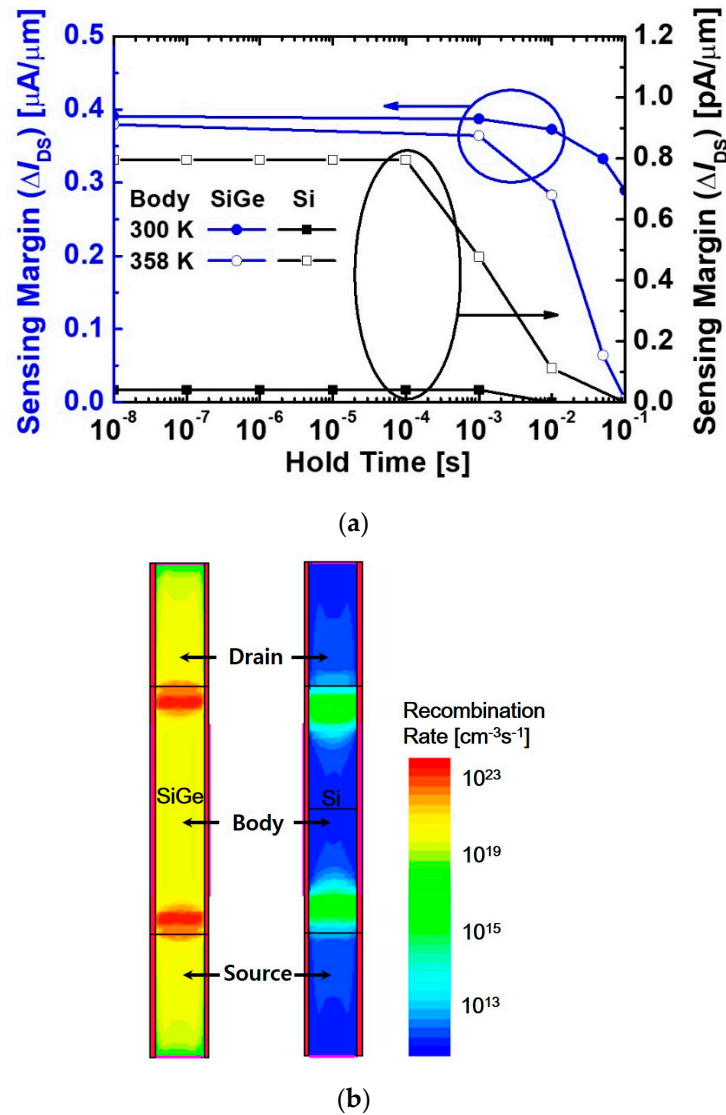 0.5
0.4
0.3
0.2
0.1
0.0
Sensing Margin (ΔI_DS) [μA/μm]
1.2
1.0
0.8
0.6
0.4
0.2
0.0
Sensing Margin (ΔI_DS) [pA/μm]
Body SiGe Si
300 K
358 K
10⁻⁸ 10⁻⁷ 10⁻⁶ 10⁻⁵ 10⁻⁴ 10⁻³ 10⁻² 10⁻¹
Hold Time [s]
(a)
Drain
SiGe Si
Body
Source
Recombination
Rate [cm⁻³s⁻¹]
10²³
10¹⁹
10¹⁵
10¹³
(b)